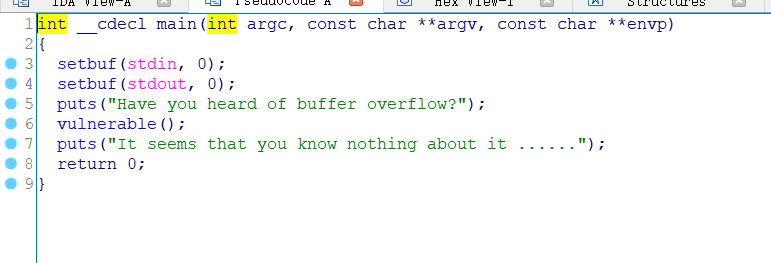 IDA View-A Pseudocode-A Hex View-1 Structures
1 int __cdecl main(int argc, const char **argv, const char **envp)
2 {
3 setbuf(stdin, 0);
4 setbuf(stdout, 0);
5 puts("Have you heard of buffer overflow?");
6 vulnerable();
7 puts("It seems that you know nothing about it ......");
8 return 0;
9 }